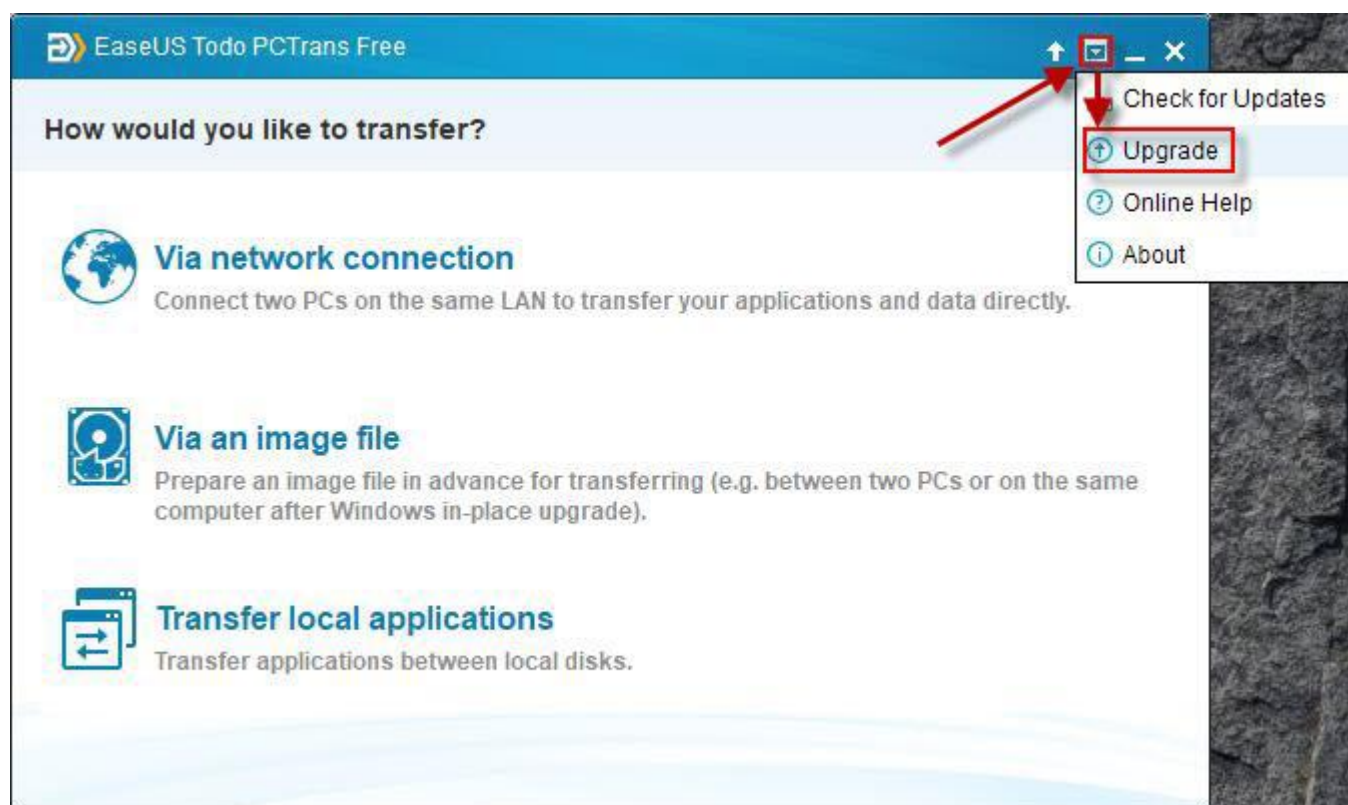 EaseUS Todo PCTrans Free
Check for Updates
How would you like to transfer?
Upgrade
Online Help
About
Via network connection
Connect two PCs on the same LAN to transfer your applications and data directly.
Via an image file
Prepare an image file in advance for transferring (e.g. between two PCs or on the same
computer after Windows in-place upgrade).
Transfer local applications
Transfer applications between local disks.